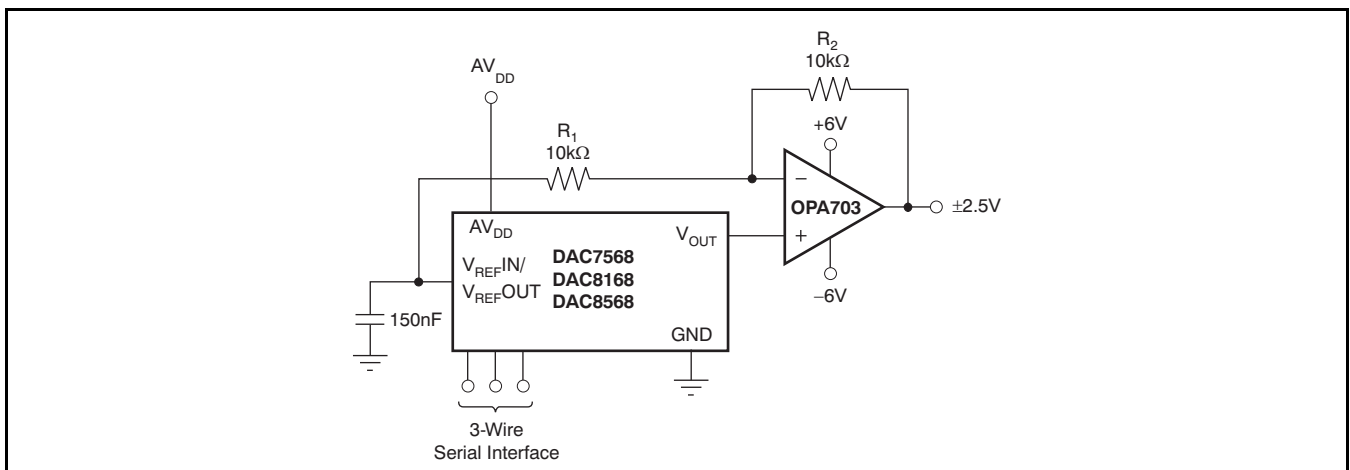 R2
10kΩ
AVDD
+6V
R1
10kΩ
−
OPA703
±2.5V
+
−6V
AVDD
VOUT
DAC7568
DAC8168
DAC8568
VREFIN/
VREFOUT
GND
150nF
3-Wire
Serial Interface